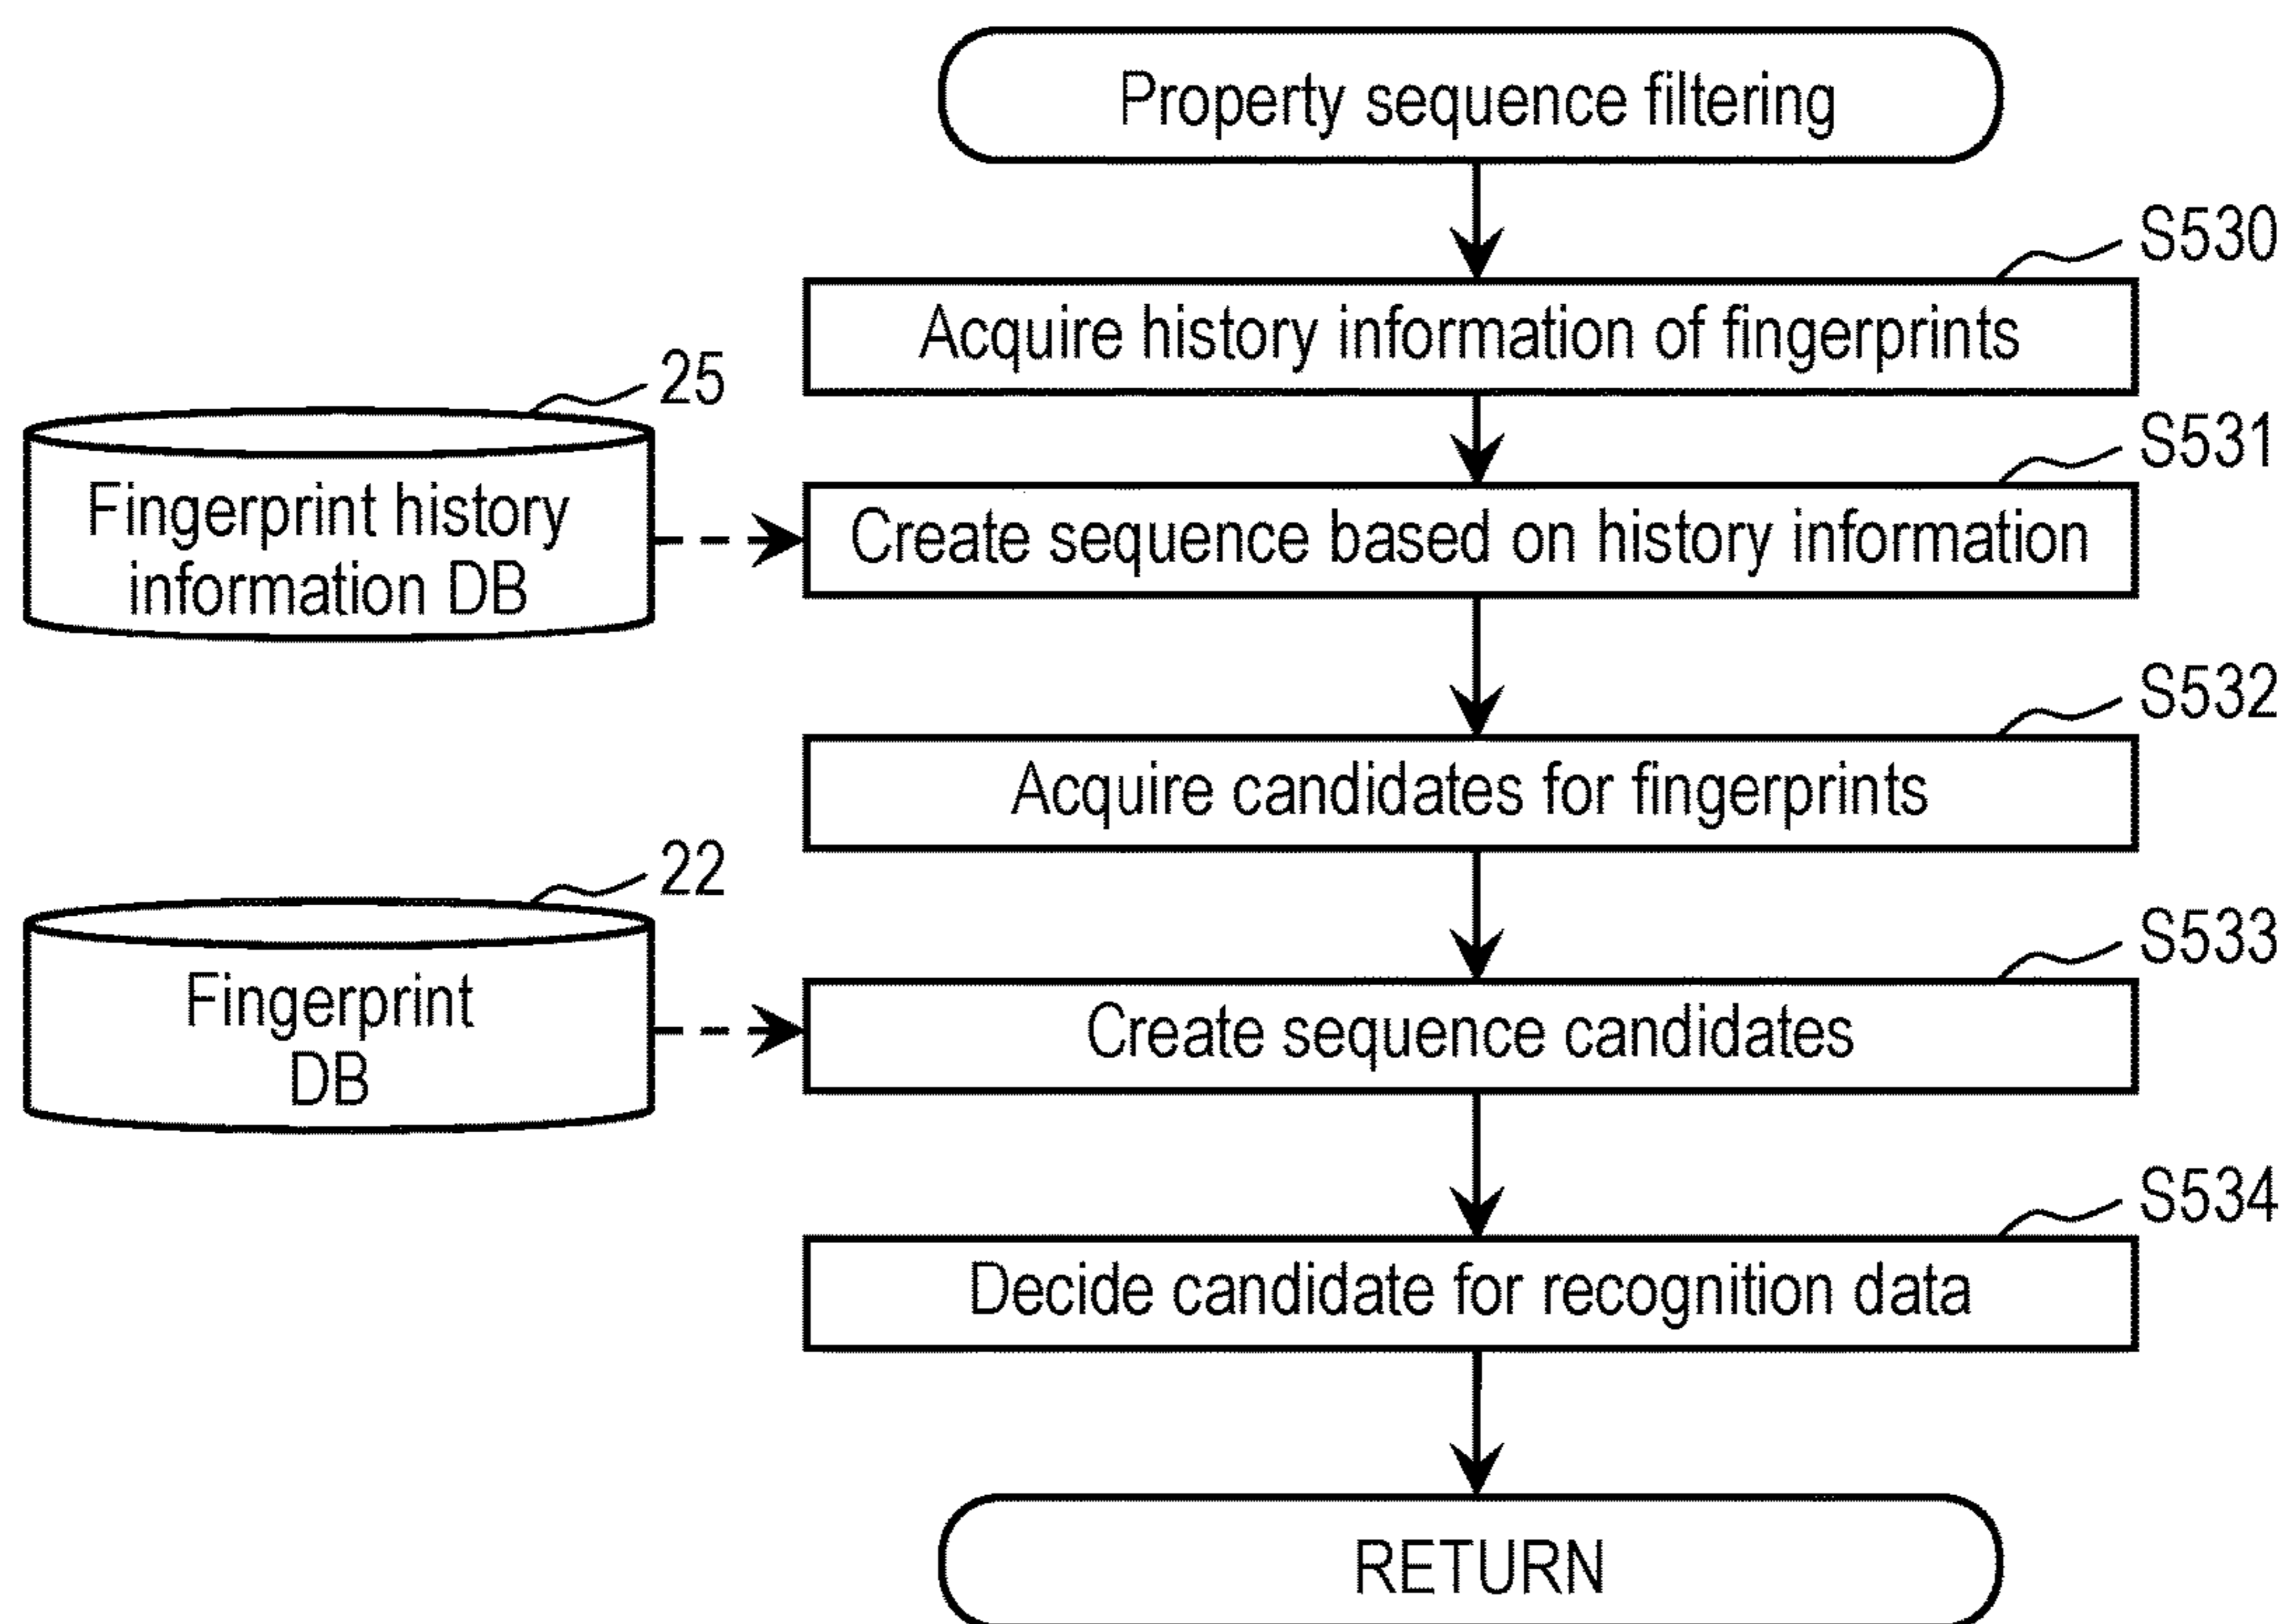 Property sequence filtering
S530
Acquire history information of fingerprints
25
S531
Fingerprint history
information DB
Create sequence based on history information
S532
Acquire candidates for fingerprints
22
S533
Fingerprint
DB
Create sequence candidates
S534
Decide candidate for recognition data
RETURN